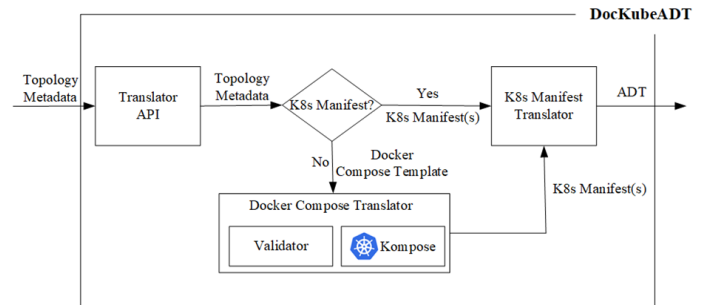 DocKubeADT
Topology
Metadata
Translator
API
Topology
Metadata
K8s Manifest?
Yes
K8s Manifest(s)
K8s Manifest
Translator
ADT
No
Docker
Compose Template
K8s Manifest(s)
Docker Compose Translator
Validator
Kompose